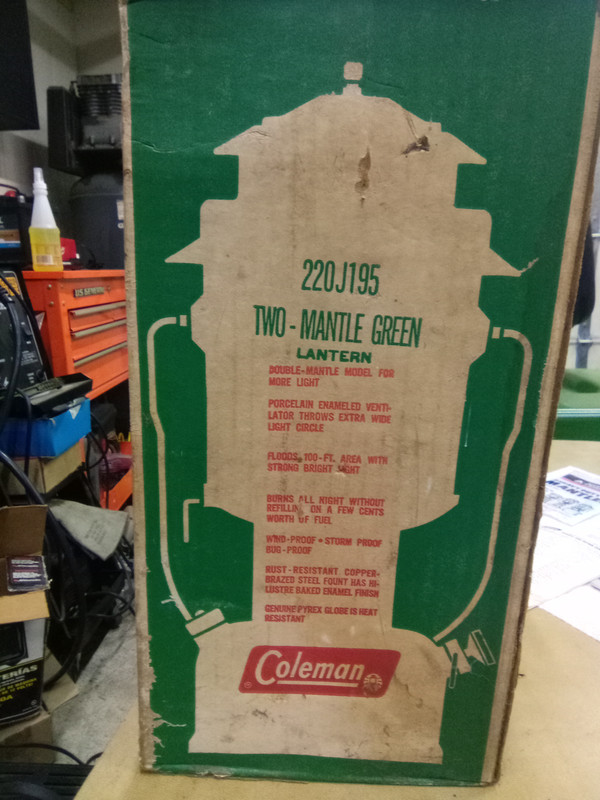 220J195
TWO-MANTLE GREEN
LANTERN
DOUBLE-MANTLE MODEL FOR
MORE LIGHT
PORCELAIN ENAMELED VENTI-
LATOR THROWS EXTRA WIDE
LIGHT CIRCLE
FLOODS 100-FT. AREA WITH
STRONG BRIGHT LIGHT
BURNS ALL NIGHT WITHOUT
REFILLING ON A FEW CENTS
WORTH OF FUEL
WIND-PROOF • STORM PROOF
BUG-PROOF
RUST-RESISTANT COPPER-
BRAZED STEEL FOUNT HAS HI-
LUSTRE BAKED ENAMEL FINISH
GENUINE PYREX GLOBE IS HEAT
RESISTANT
Coleman